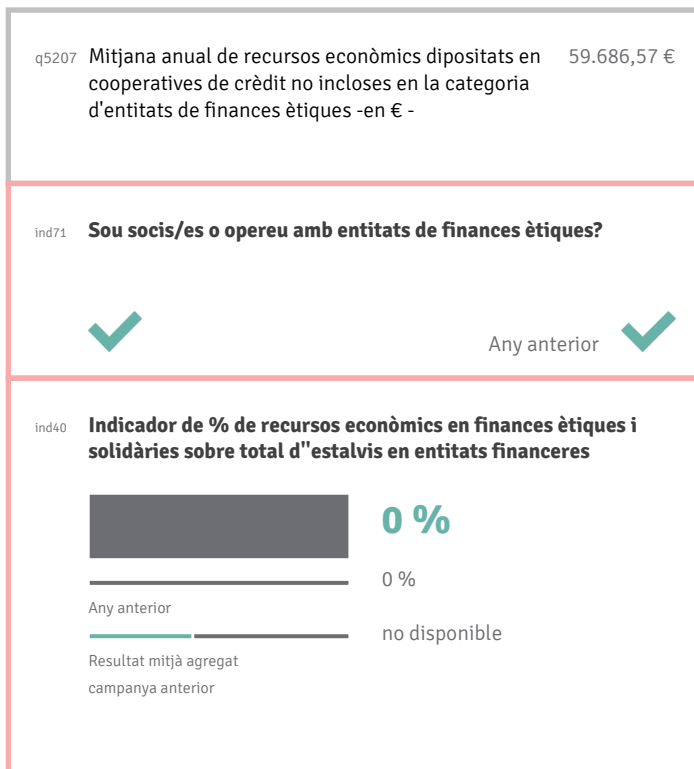 q5207 Mitjana anual de recursos econòmics dipositats en 59.686,57 €
cooperatives de crèdit no incloses en la categoria
d'entitats de finances ètiques -en € -
ind71 Sou socis/es o opereu amb entitats de finances ètiques?
Any anterior
ind40 Indicador de % de recursos econòmics en finances ètiques i
solidàries sobre total d"estalvis en entitats financeres
0 %
0 %
Any anterior
no disponible
Resultat mitjà agregat
campanya anterior